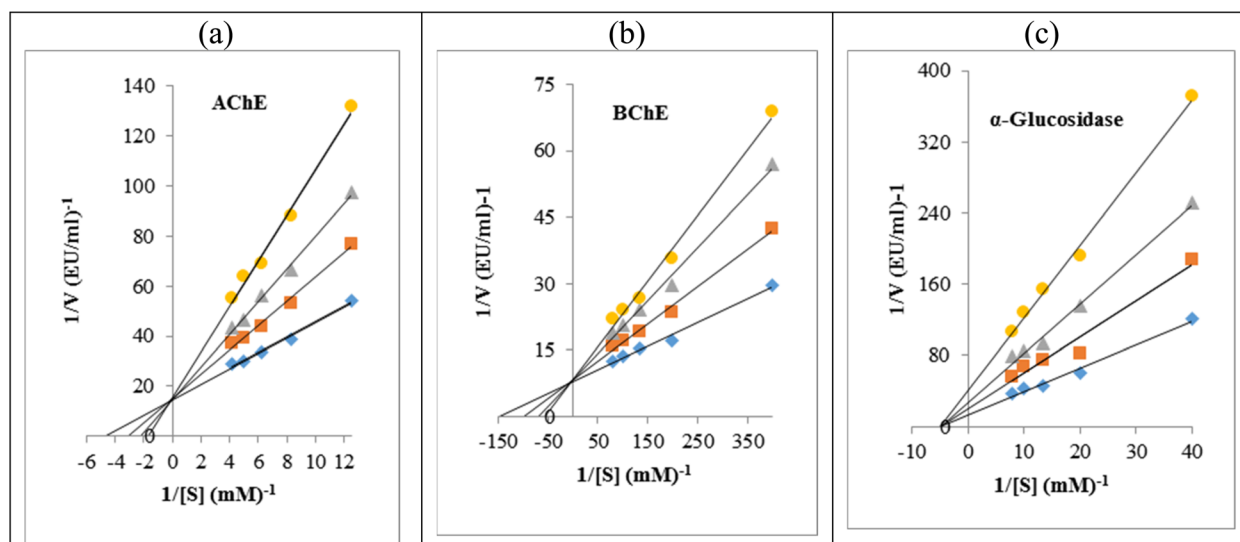 (a)
(b)
(c)
AChE
1/V (EU/ml)-1
140
120
100
80
60
40
20
0
-6 -4 -2 0 2 4 6 8 10 12
1/[S] (mM)-1
BChE
1/V (EU/ml)-1
75
60
45
30
15
0
-150 -50 50 150 250 350
1/[S] (mM)-1
α-Glucosidase
1/V (EU/ml)-1
400
320
240
160
80
0
-10 0 10 20 30 40
1/[S] (mM)-1